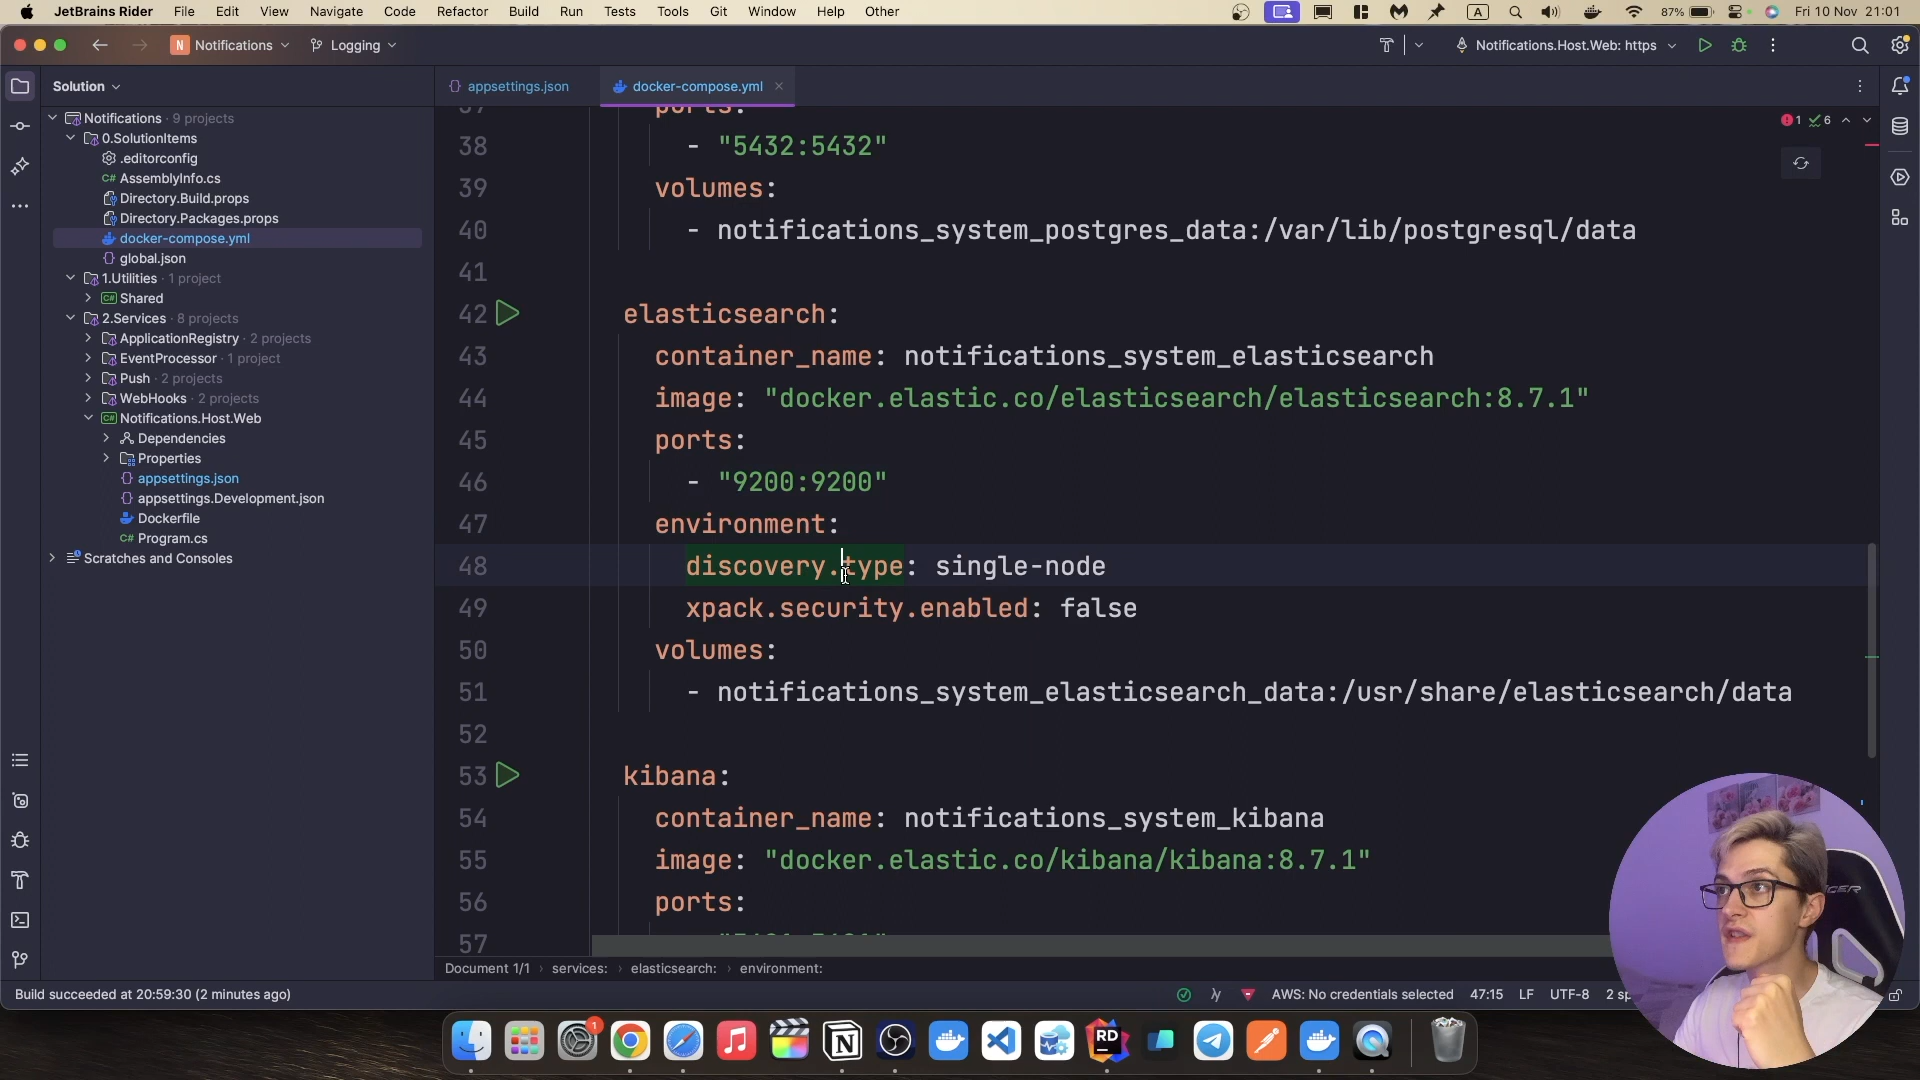 JetBrains Rider File Edit View Navigate Code Refactor Build Run Tests Tools Git Window Help Other A 87% Fri 10 Nov 21:01
N Notifications Logging Notifications.Host.Web: https
Solution
appsettings.json docker-compose.yml
Notifications · 9 projects
0.SolutionItems
.editorconfig
C# AssemblyInfo.cs
Directory.Build.props
Directory.Packages.props
docker-compose.yml
{} global.json
1.Utilities · 1 project
C# Shared
2.Services · 8 projects
ApplicationRegistry · 2 projects
EventProcessor · 1 project
Push · 2 projects
WebHooks · 2 projects
C# Notifications.Host.Web
Dependencies
Properties
{} appsettings.json
{} appsettings.Development.json
Dockerfile
C# Program.cs
Scratches and Consoles
1 6
37 ports:
38 - "5432:5432"
39 volumes:
40 - notifications_system_postgres_data:/var/lib/postgresql/data
41
42 elasticsearch:
43 container_name: notifications_system_elasticsearch
44 image: "docker.elastic.co/elasticsearch/elasticsearch:8.7.1"
45 ports:
46 - "9200:9200"
47 environment:
48 discovery.type: single-node
49 xpack.security.enabled: false
50 volumes:
51 - notifications_system_elasticsearch_data:/usr/share/elasticsearch/data
52
53 kibana:
54 container_name: notifications_system_kibana
55 image: "docker.elastic.co/kibana/kibana:8.7.1"
56 ports:
57
Document 1/1 › services: › elasticsearch: › environment:
Build succeeded at 20:59:30 (2 minutes ago) AWS: No credentials selected 47:15 LF UTF-8 2 sp
1
RD